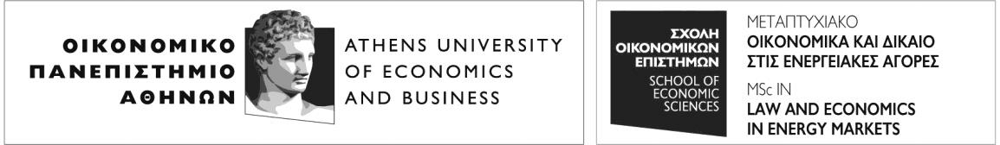 ΟΙΚΟΝΟΜΙΚΟ
ΠΑΝΕΠΙΣΤΗΜΙΟ
ΑΘΗΝΩΝ
ATHENS UNIVERSITY
OF ECONOMICS
AND BUSINESS
ΣΧΟΛΗ
ΟΙΚΟΝΟΜΙΚΩΝ
ΕΠΙΣΤΗΜΩΝ
SCHOOL OF
ECONOMIC
SCIENCES
ΜΕΤΑΠΤΥΧΙΑΚΟ
ΟΙΚΟΝΟΜΙΚΑ ΚΑΙ ΔΙΚΑΙΟ
ΣΤΙΣ ΕΝΕΡΓΕΙΑΚΕΣ ΑΓΟΡΕΣ
MSc IN
LAW AND ECONOMICS
IN ENERGY MARKETS